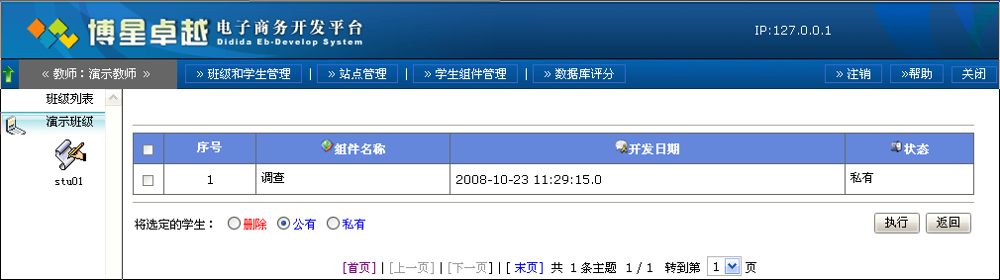 博星卓越 电子商务开发平台
Didida Eb-Develop System
IP:127.0.0.1
« 教师：演示教师 » » 班级和学生管理 | » 站点管理 | » 学生组件管理 | » 数据库评分 » 注销 »帮助 关闭
班级列表
演示班级
stu01
序号 组件名称 开发日期 状态
1 调查 2008-10-23 11:29:15.0 私有
将选定的学生： 删除 公有 私有 执行 返回
[首页] | [上一页] | [下一页] | [ 末页] 共 1 条主题 1 / 1 转到第 1 页